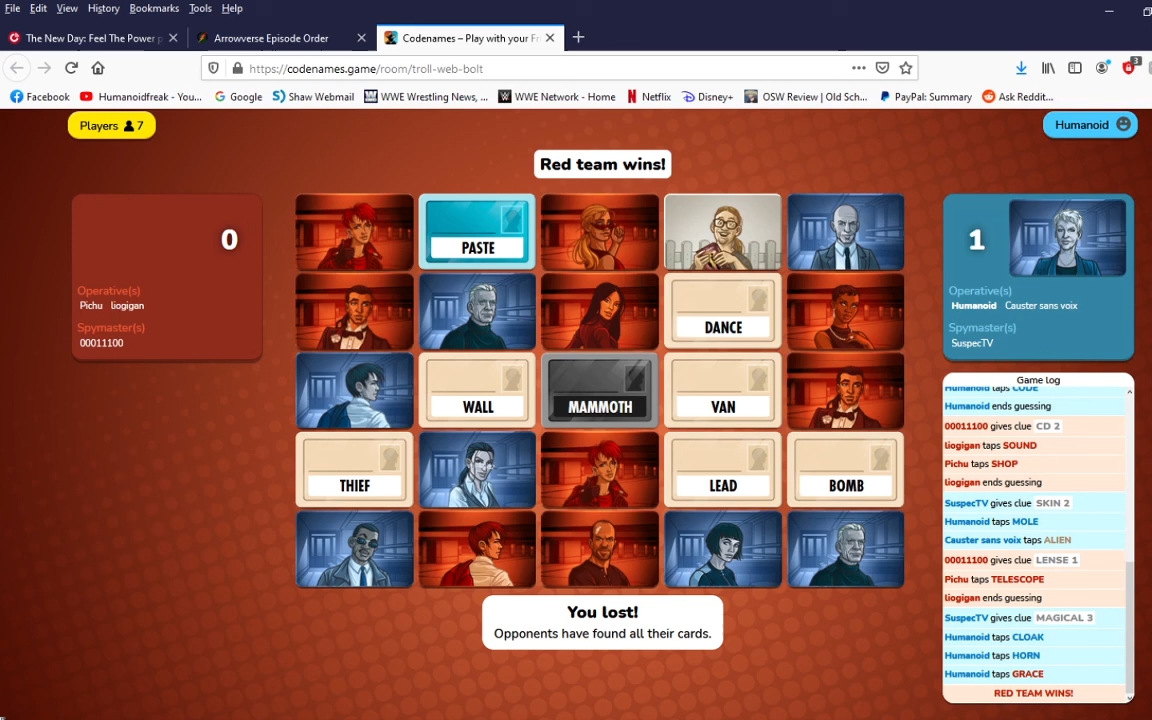 File Edit View History Bookmarks Tools Help
The New Day: Feel The Power p
Arrowverse Episode Order
Codenames – Play with your Fr
https://codenames.game/room/troll-web-bolt
3
Facebook
Humanoidfreak - You...
Google
Shaw Webmail
WWE Wrestling News, ...
WWE Network - Home
Netflix
Disney+
OSW Review | Old Sch...
PayPal: Summary
Ask Reddit...
Players 7
Humanoid
Red team wins!
0
Operative(s)
Pichu liogigan
Spymaster(s)
00011100
PASTE
DANCE
WALL
MAMMOTH
VAN
THIEF
LEAD
BOMB
1
Operative(s)
Humanoid Causter sans voix
Spymaster(s)
SuspecTV
Game log
Humanoid taps CODE
Humanoid ends guessing
00011100 gives clue CD 2
liogigan taps SOUND
Pichu taps SHOP
liogigan ends guessing
SuspecTV gives clue SKIN 2
Humanoid taps MOLE
Causter sans voix taps ALIEN
00011100 gives clue LENSE 1
Pichu taps TELESCOPE
liogigan ends guessing
SuspecTV gives clue MAGICAL 3
Humanoid taps CLOAK
Humanoid taps HORN
Humanoid taps GRACE
RED TEAM WINS!
You lost!
Opponents have found all their cards.